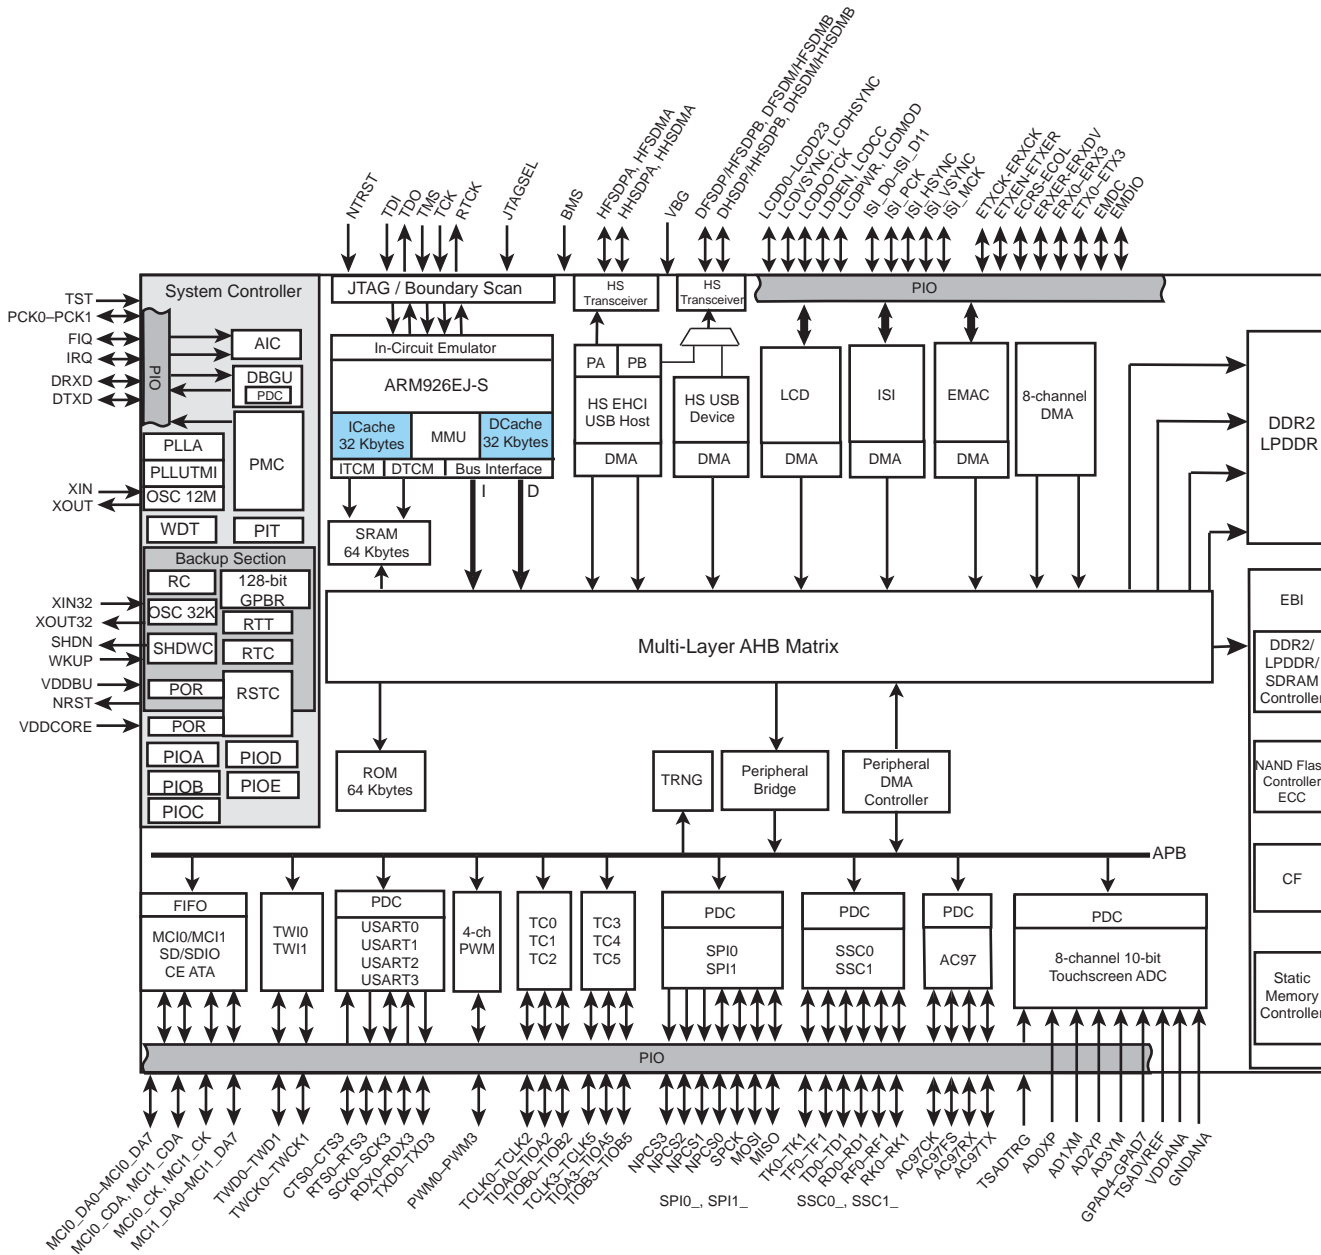 NTRST
TDI
TDO
TMS
TCK
RTCK
JTAGSEL
BMS
HFSDPA, HFSDMA
HHSDPA, HHSDMA
VBG
DFSDP/HFSDPB, DFSDM/HFSDMB
DHSDP/HHSDPB, DHSDM/HHSDMB
LCDD0–LCDD23
LCDVSYNC, LCDHSYNC
LCDDOTCK
LDDEN, LCDCC
LCDPWR, LCDMOD
ISI_D0–ISI_D11
ISI_PCK
ISI_HSYNC
ISI_VSYNC
ISI_MCK
ETXCK-ERXCK
ETXEN-ETXER
ECRS-ECOL
ERXER-ERXDV
ERX0–ERX3
ETX0–ETX3
EMDC
EMDIO
TST
PCK0–PCK1
FIQ
IRQ
DRXD
DTXD
XIN
XOUT
XIN32
XOUT32
SHDN
WKUP
VDDBU
NRST
VDDCORE
System Controller
PIO
AIC
DBGU
PDC
PLLA
PLLUTMI
OSC 12M
PMC
WDT
PIT
Backup Section
RC
128-bit
GPBR
OSC 32K
RTT
SHDWC
RTC
POR
RSTC
POR
PIOA
PIOD
PIOB
PIOE
PIOC
JTAG / Boundary Scan
In-Circuit Emulator
ARM926EJ-S
ICache
32 Kbytes
MMU
DCache
32 Kbytes
ITCM
DTCM
Bus Interface
I
D
SRAM
64 Kbytes
HS
Transceiver
HS
Transceiver
PA
PB
HS EHCI
USB Host
DMA
HS USB
Device
DMA
PIO
LCD
DMA
ISI
DMA
EMAC
DMA
8-channel
DMA
DDR2
LPDDR
Multi-Layer AHB Matrix
EBI
DDR2/
LPDDR/
SDRAM
Controller
NAND Flas
Controller
ECC
CF
Static
Memory
Controller
ROM
64 Kbytes
TRNG
Peripheral
Bridge
Peripheral
DMA
Controller
APB
FIFO
MCI0/MCI1
SD/SDIO
CE ATA
TWI0
TWI1
PDC
USART0
USART1
USART2
USART3
4-ch
PWM
TC0
TC1
TC2
TC3
TC4
TC5
PDC
SPI0
SPI1
PDC
SSC0
SSC1
PDC
AC97
PDC
8-channel 10-bit
Touchscreen ADC
PIO
MCI0_DA0–MCI0_DA7
MCI0_CDA, MCI1_CDA
MCI0_CK, MCI1_CK
MCI1_DA0–MCI1_DA7
TWD0–TWD1
TWCK0–TWCK1
CTS0–CTS3
RTS0–RTS3
SCK0–SCK3
RDX0–RDX3
TXD0–TXD3
PWM0–PWM3
TCLK0–TCLK2
TIOA0–TIOA2
TIOB0–TIOB2
TCLK3–TCLK5
TIOA3–TIOA5
TIOB3–TIOB5
NPCS3
NPCS2
NPCS1
NPCS0
SPCK
MOSI
MISO
TK0–TK1
TF0–TF1
TD0–TD1
RD0–RD1
RF0–RF1
RK0–RK1
AC97CK
AC97FS
AC97RX
AC97TX
TSADTRG
AD0XP
AD1XM
AD2YP
AD3YM
GPAD4–GPAD7
TSADVREF
VDDANA
GNDANA
SPI0_, SPI1_
SSC0_, SSC1_